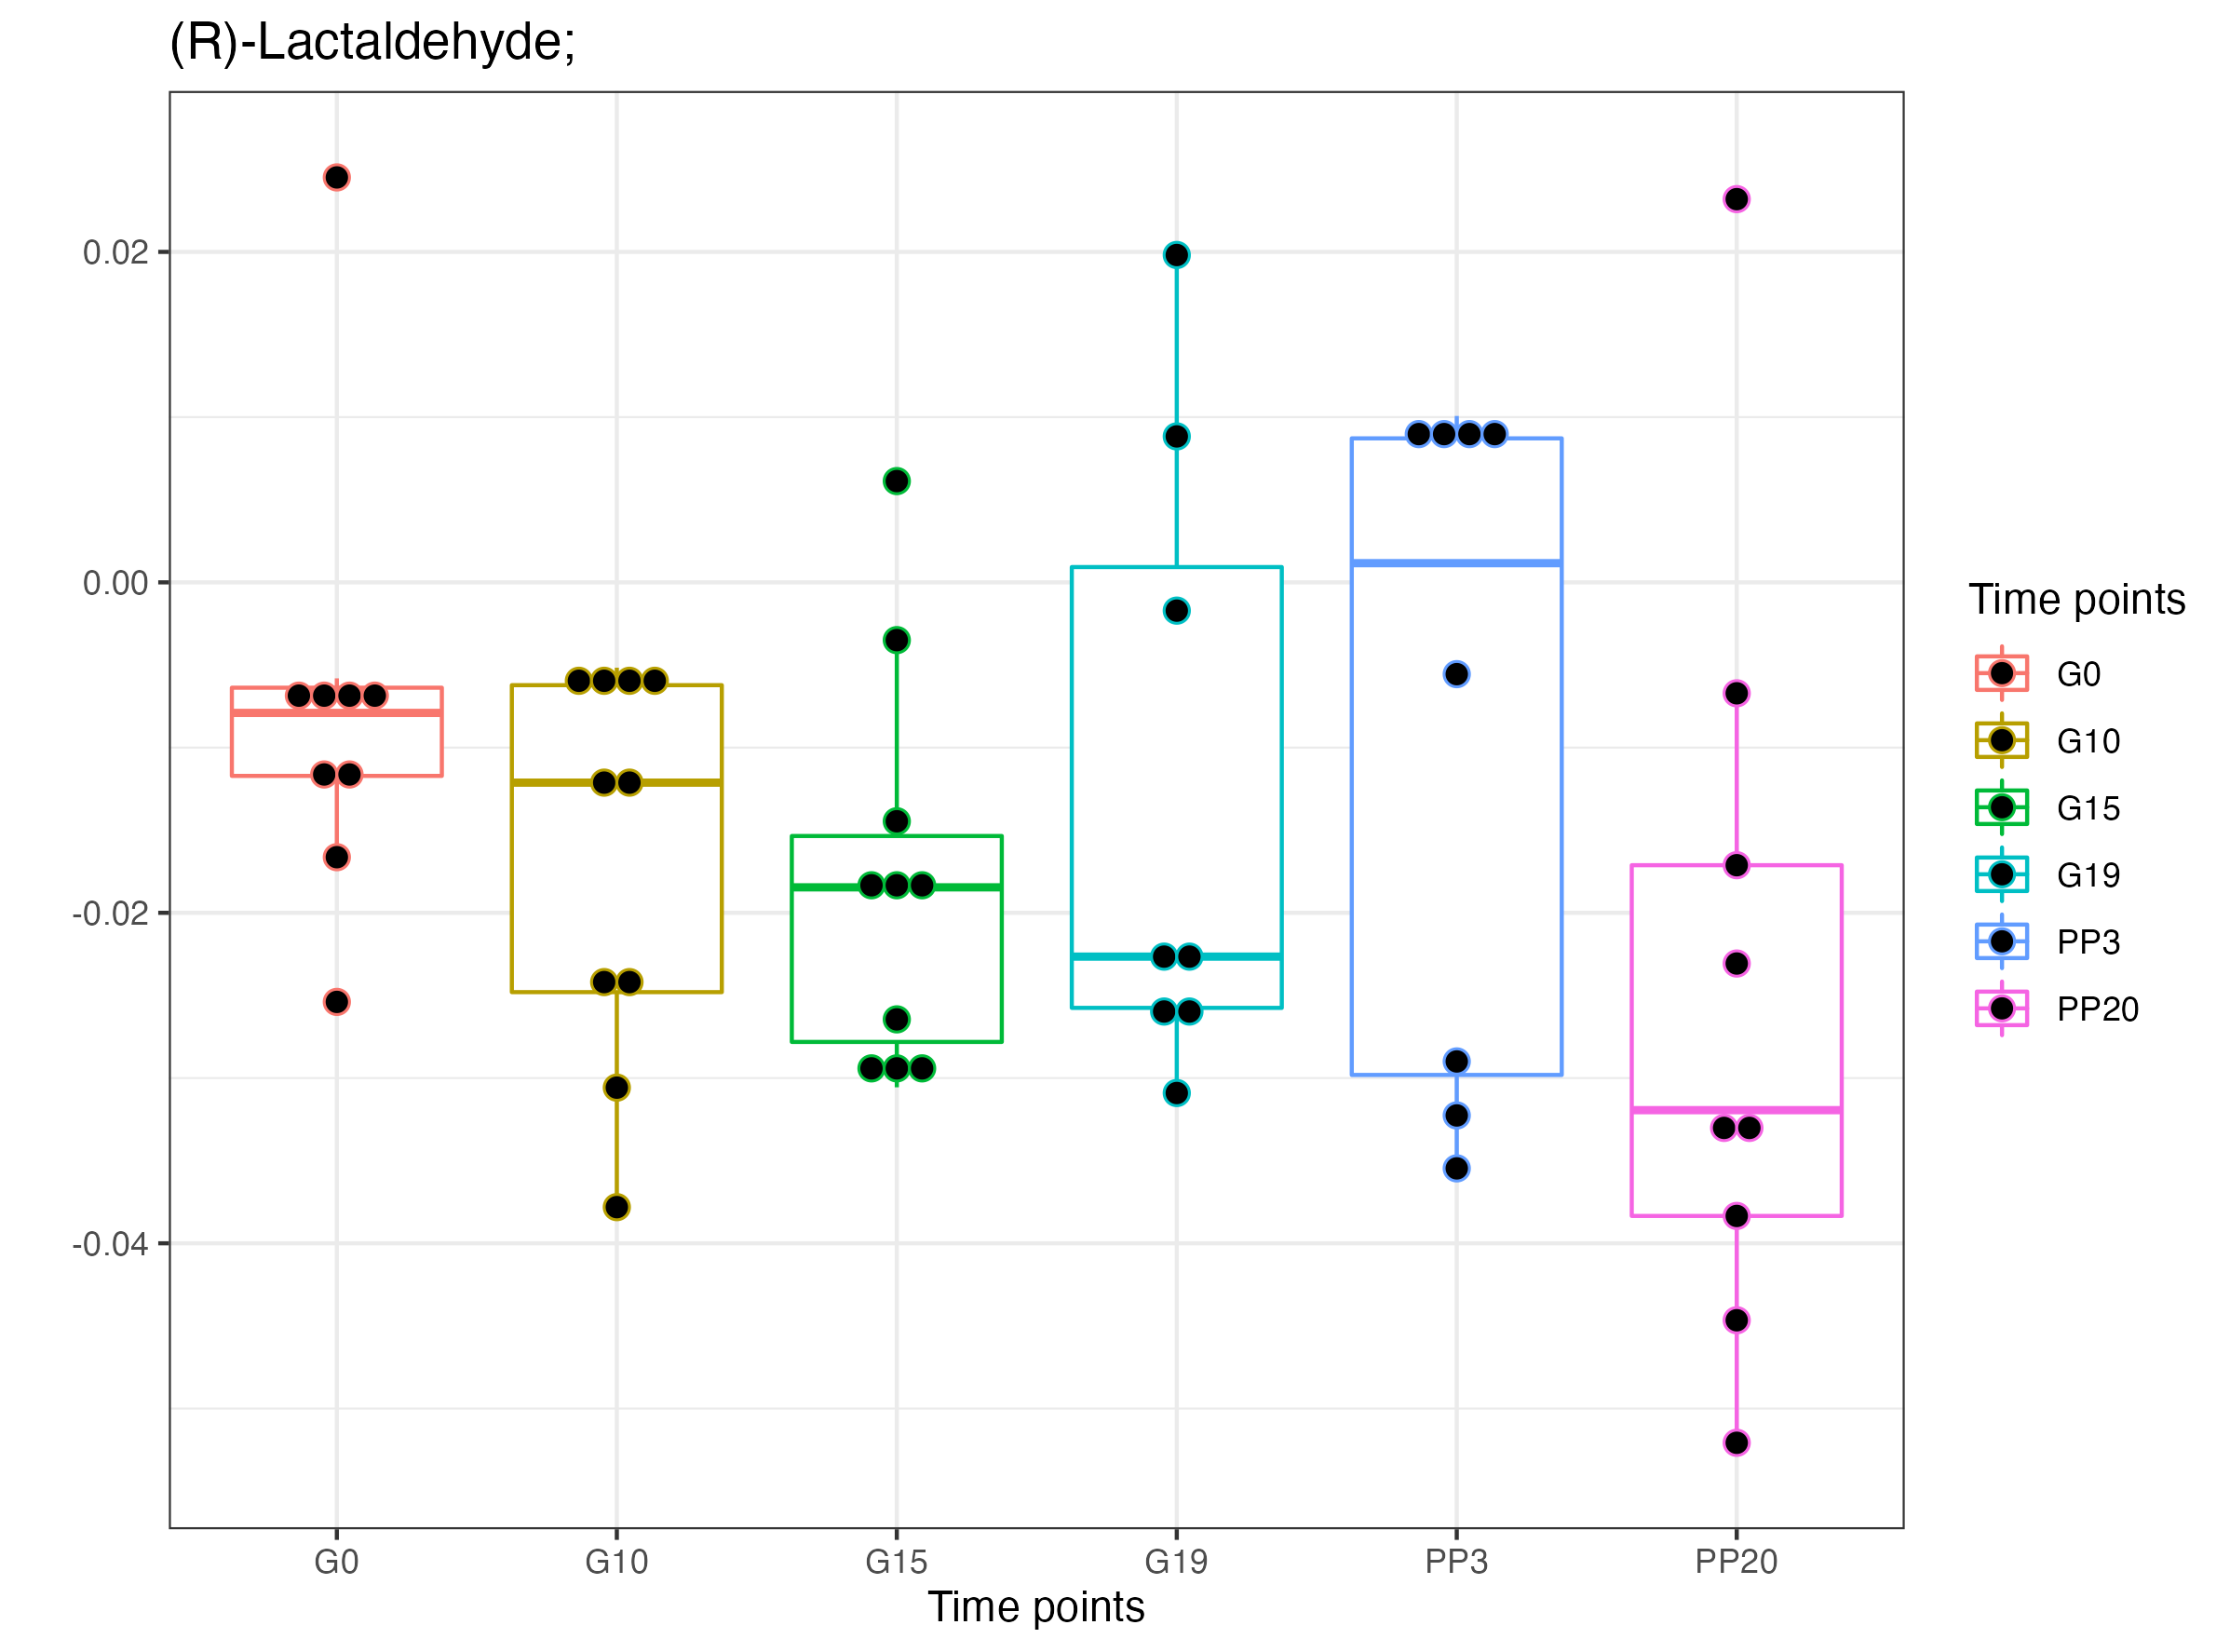 (R)-Lactaldehyde;
0.02
0.00
-0.02
-0.04
G0 G10 G15 G19 PP3 PP20
Time points
Time points
G0
G10
G15
G19
PP3
PP20